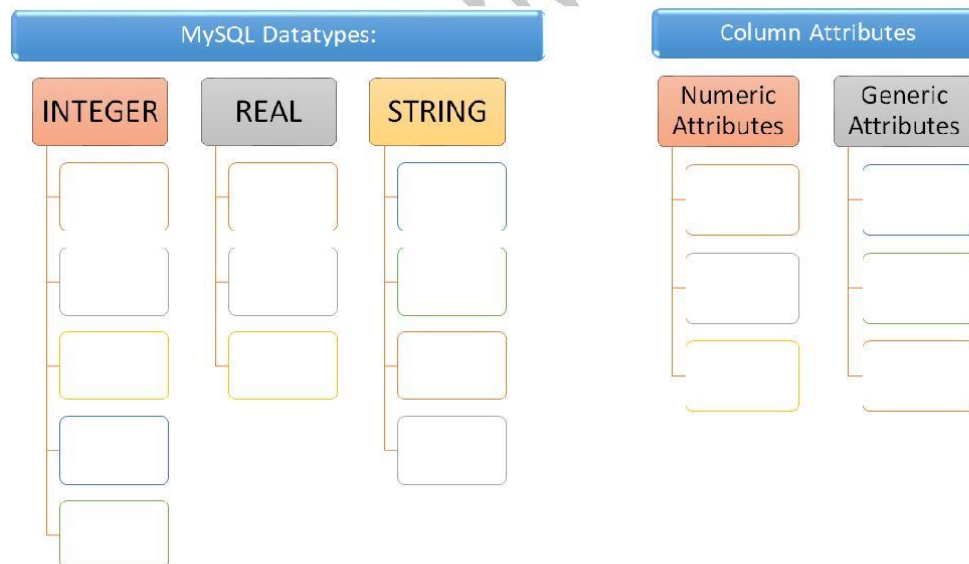 MySQL Datatypes:
Column Attributes
INTEGER
REAL
STRING
Numeric
Attributes
Generic
Attributes